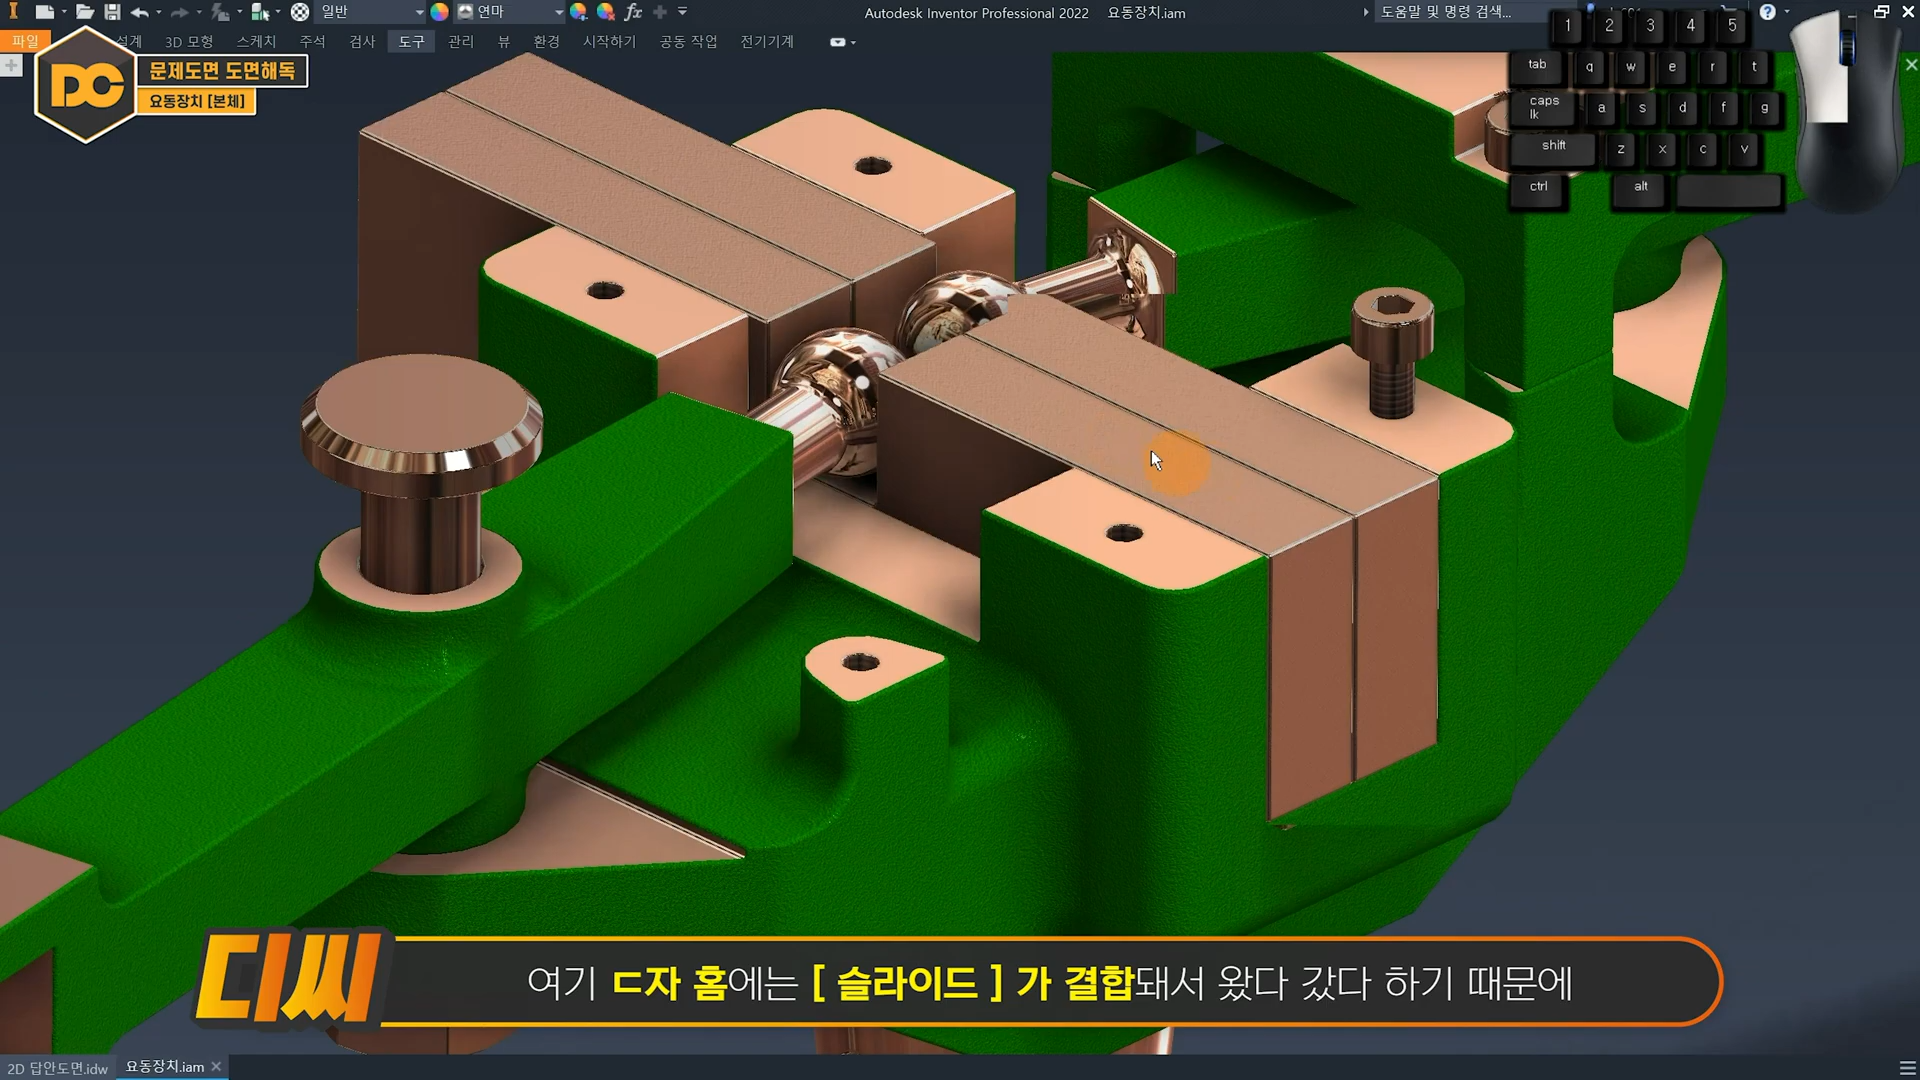 일반
연마
fx
Autodesk Inventor Professional 2022 요동장치.iam
도움말 및 명령 검색...
파일 설계 3D 모형 스케치 주석 검사 도구 관리 뷰 환경 시작하기 공동 작업 전기기계
DC
문제도면 도면해독
요동장치 [본체]
1 2 3 4 5
tab q w e r t
caps lk a s d f g
shift z x c v
ctrl alt
디씨
여기 ㄷ자 홈에는 [ 슬라이드 ] 가 결합돼서 왔다 갔다 하기 때문에
2D 답안도면.idw 요동장치.iam